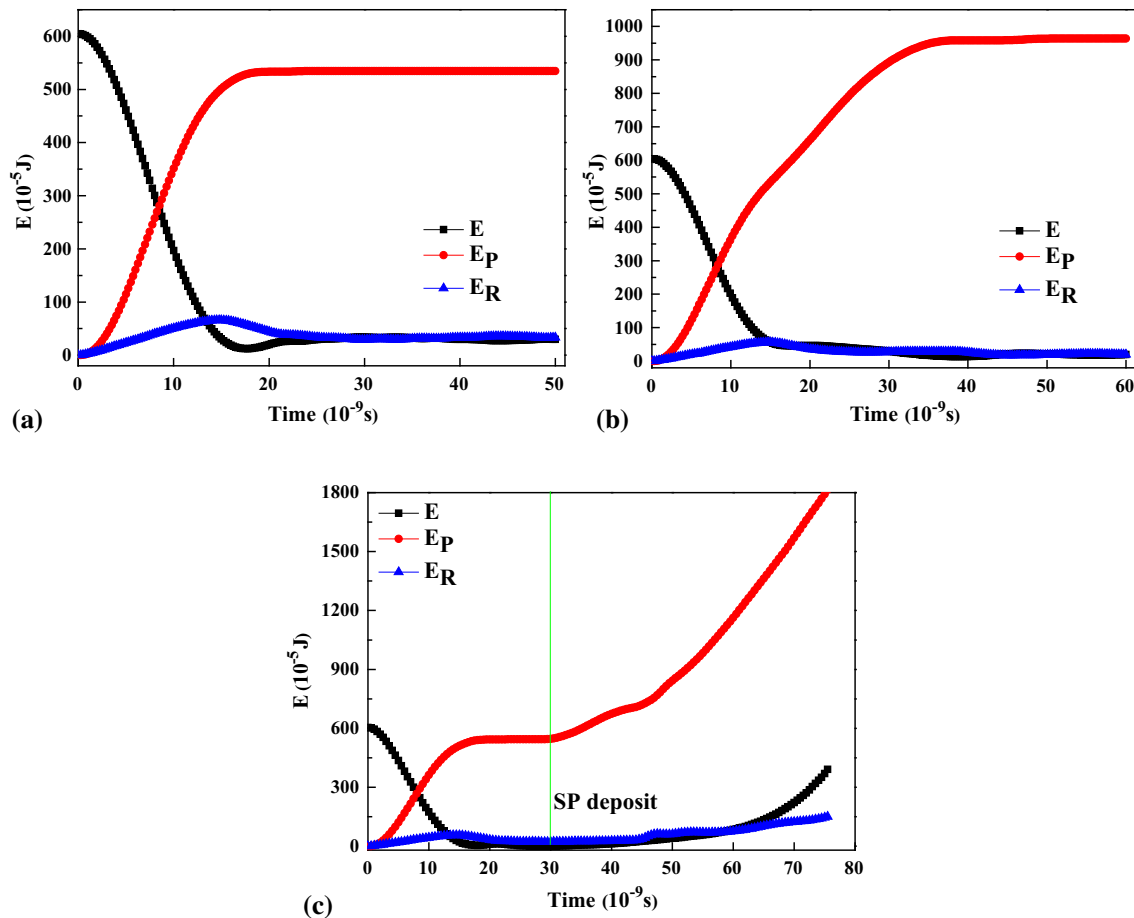 600
500
400
300
200
100
0
E (10-5J)
E
EP
ER
0 10 20 30 40 50
Time (10-9s)
(a)
1000
900
800
700
600
500
400
300
200
100
0
E (10-5J)
E
EP
ER
0 10 20 30 40 50 60
Time (10-9s)
(b)
1800
1500
1200
900
600
300
0
E (10-5J)
E
EP
ER
SP deposit
0 10 20 30 40 50 60 70 80
Time (10-9s)
(c)